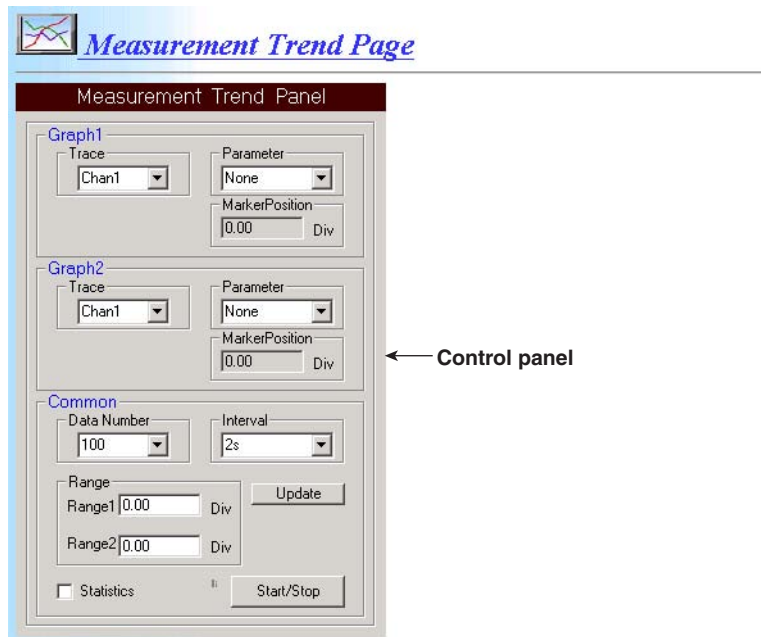 Measurement Trend Page
Measurement Trend Panel
Graph1
Trace
Parameter
Chan1
None
MarkerPosition
0.00 Div
Graph2
Trace
Parameter
Chan1
None
MarkerPosition
0.00 Div
Control panel
Common
Data Number
Interval
100
2s
Range
Range1 0.00 Div
Update
Range2 0.00 Div
Statistics
Start/Stop